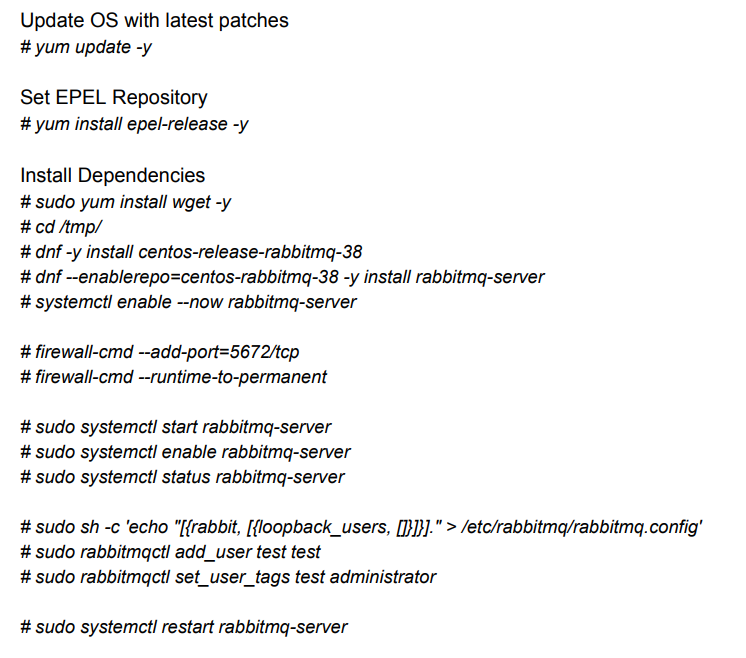 Update OS with latest patches
# yum update -y
Set EPEL Repository
# yum install epel-release -y
Install Dependencies
# sudo yum install wget -y
# cd /tmp/
# dnf -y install centos-release-rabbitmq-38
# dnf --enablerepo=centos-rabbitmq-38 -y install rabbitmq-server
# systemctl enable --now rabbitmq-server
# firewall-cmd --add-port=5672/tcp
# firewall-cmd --runtime-to-permanent
# sudo systemctl start rabbitmq-server
# sudo systemctl enable rabbitmq-server
# sudo systemctl status rabbitmq-server
# sudo sh -c 'echo "[{rabbit, [{loopback_users, []}]}]." > /etc/rabbitmq/rabbitmq.config'
# sudo rabbitmqctl add_user test test
# sudo rabbitmqctl set_user_tags test administrator
# sudo systemctl restart rabbitmq-server